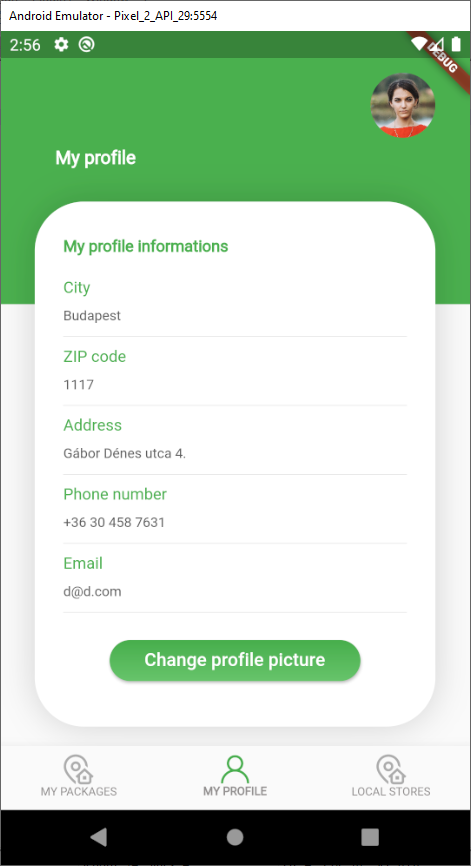 Android Emulator - Pixel_2_API_29:5554
2:56
DEBUG
My profile
My profile informations
City
Budapest
ZIP code
1117
Address
Gábor Dénes utca 4.
Phone number
+36 30 458 7631
Email
d@d.com
Change profile picture
MY PACKAGES
MY PROFILE
LOCAL STORES